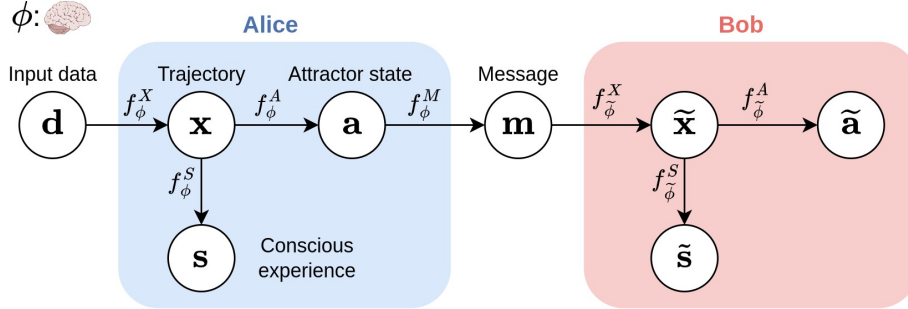 ϕ:
Alice
Bob
Input data
Trajectory
Attractor state
Message
d
f_ϕ^X
x
f_ϕ^A
a
f_ϕ^M
m
f_ϕ̃^X
x̃
f_ϕ̃^A
ã
f_ϕ^S
f_ϕ̃^S
s
Conscious
experience
s̃